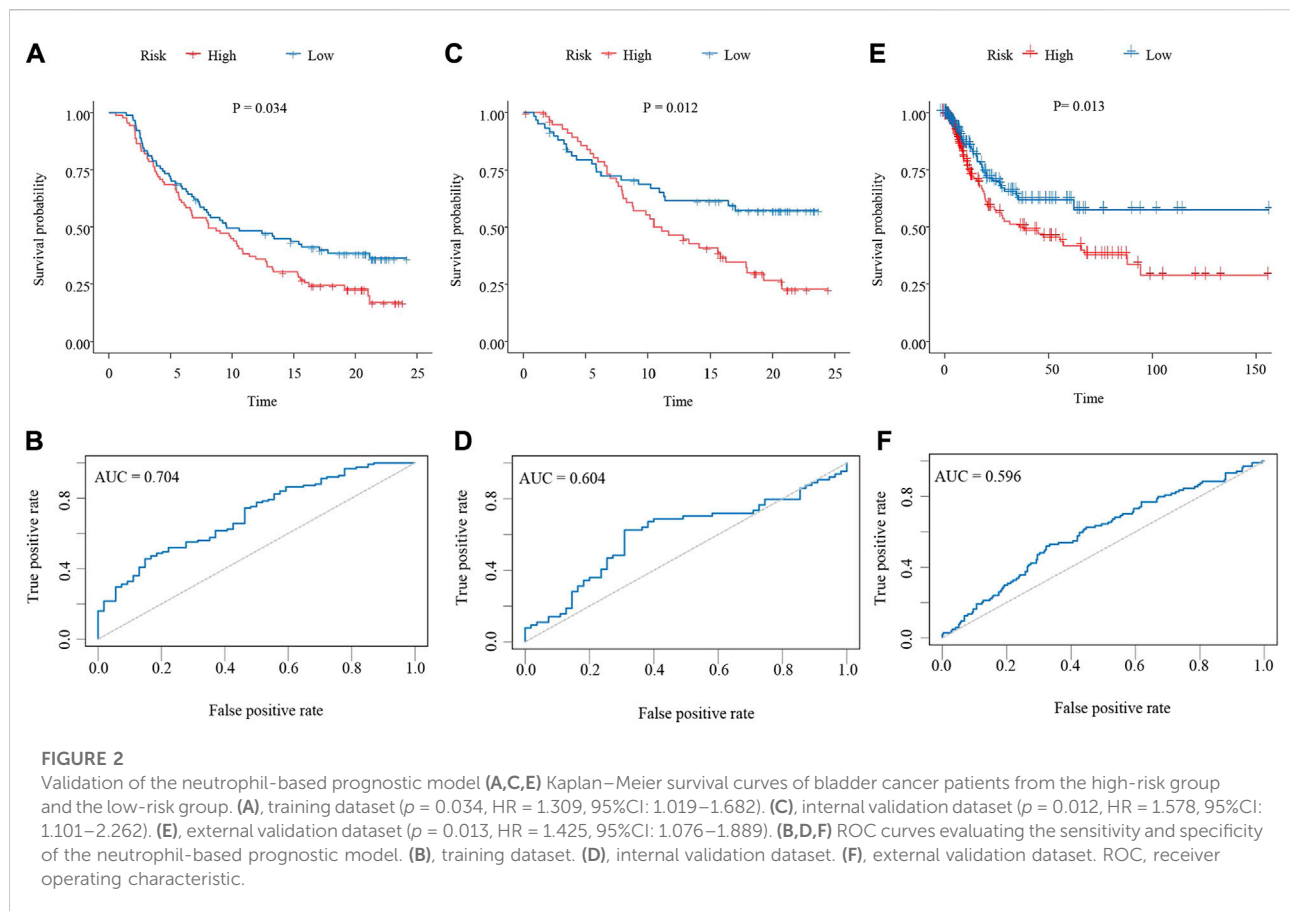 A
Risk High Low
P = 0.034
Survival probability
1.00
0.75
0.50
0.25
0.00
0 5 10 15 20 25
Time
C
Risk High Low
P = 0.012
Survival probability
1.00
0.75
0.50
0.25
0.00
0 5 10 15 20 25
Time
E
Risk High Low
P= 0.013
Survival probability
1.00
0.75
0.50
0.25
0.00
0 50 100 150
Time
B
AUC = 0.704
True positive rate
0.8
0.4
0.0
0.0 0.2 0.4 0.6 0.8 1.0
False positive rate
D
AUC = 0.604
True positive rate
0.8
0.4
0.0
0.0 0.2 0.4 0.6 0.8 1.0
False positive rate
F
AUC = 0.596
True positive rate
0.8
0.4
0.0
0.0 0.2 0.4 0.6 0.8 1.0
False positive rate
FIGURE 2
Validation of the neutrophil-based prognostic model (A,C,E) Kaplan–Meier survival curves of bladder cancer patients from the high-risk group
and the low-risk group. (A), training dataset (p = 0.034, HR = 1.309, 95%CI: 1.019–1.682). (C), internal validation dataset (p = 0.012, HR = 1.578, 95%CI:
1.101–2.262). (E), external validation dataset (p = 0.013, HR = 1.425, 95%CI: 1.076–1.889). (B,D,F) ROC curves evaluating the sensitivity and specificity
of the neutrophil-based prognostic model. (B), training dataset. (D), internal validation dataset. (F), external validation dataset. ROC, receiver
operating characteristic.